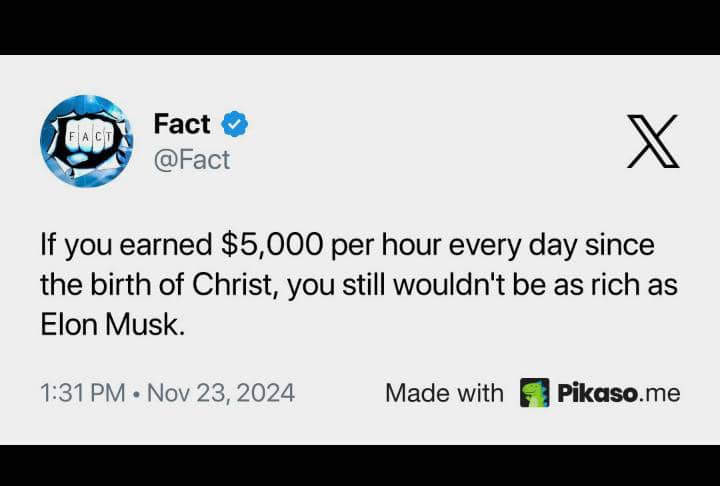 FACT
Fact
@Fact
If you earned $5,000 per hour every day since
the birth of Christ, you still wouldn't be as rich as
Elon Musk.
1:31 PM • Nov 23, 2024 Made with Pikaso.me